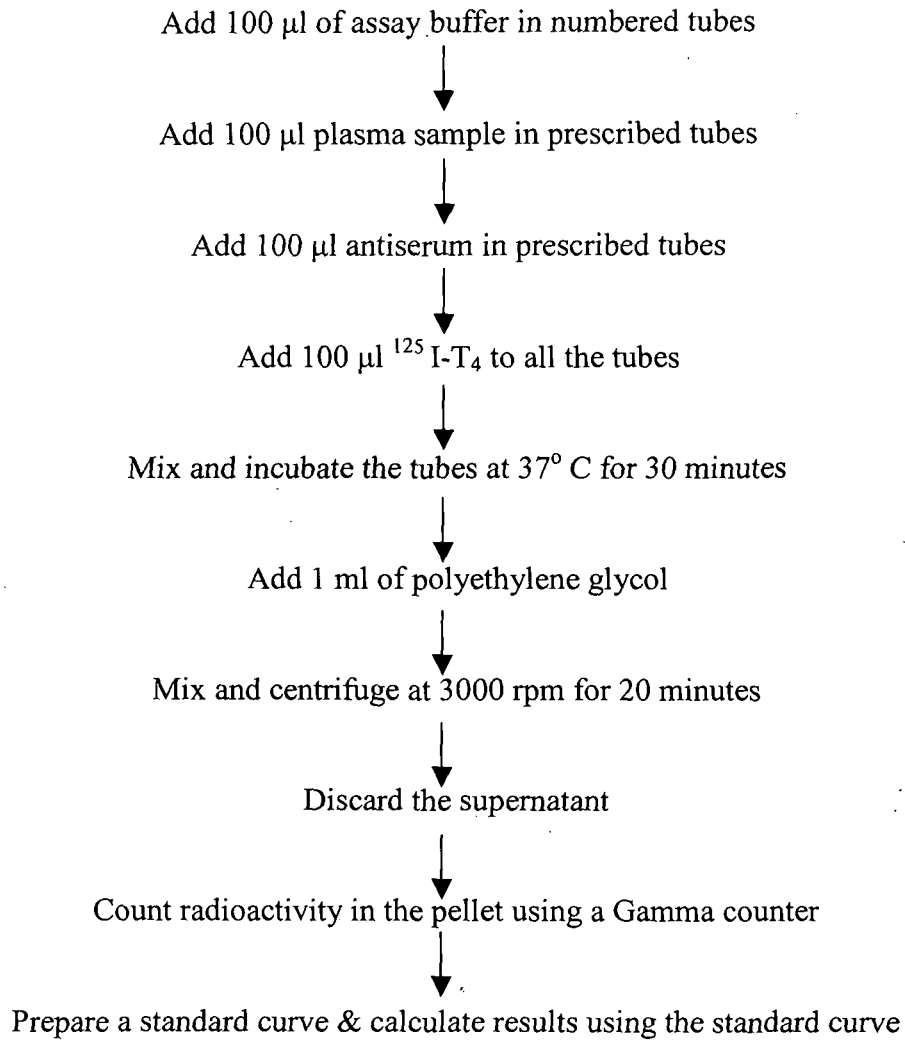 Add 100 µl of assay buffer in numbered tubes
Add 100 µl plasma sample in prescribed tubes
Add 100 µl antiserum in prescribed tubes
Add 100 µl ¹²⁵ I-T₄ to all the tubes
Mix and incubate the tubes at 37° C for 30 minutes
Add 1 ml of polyethylene glycol
Mix and centrifuge at 3000 rpm for 20 minutes
Discard the supernatant
Count radioactivity in the pellet using a Gamma counter
Prepare a standard curve & calculate results using the standard curve